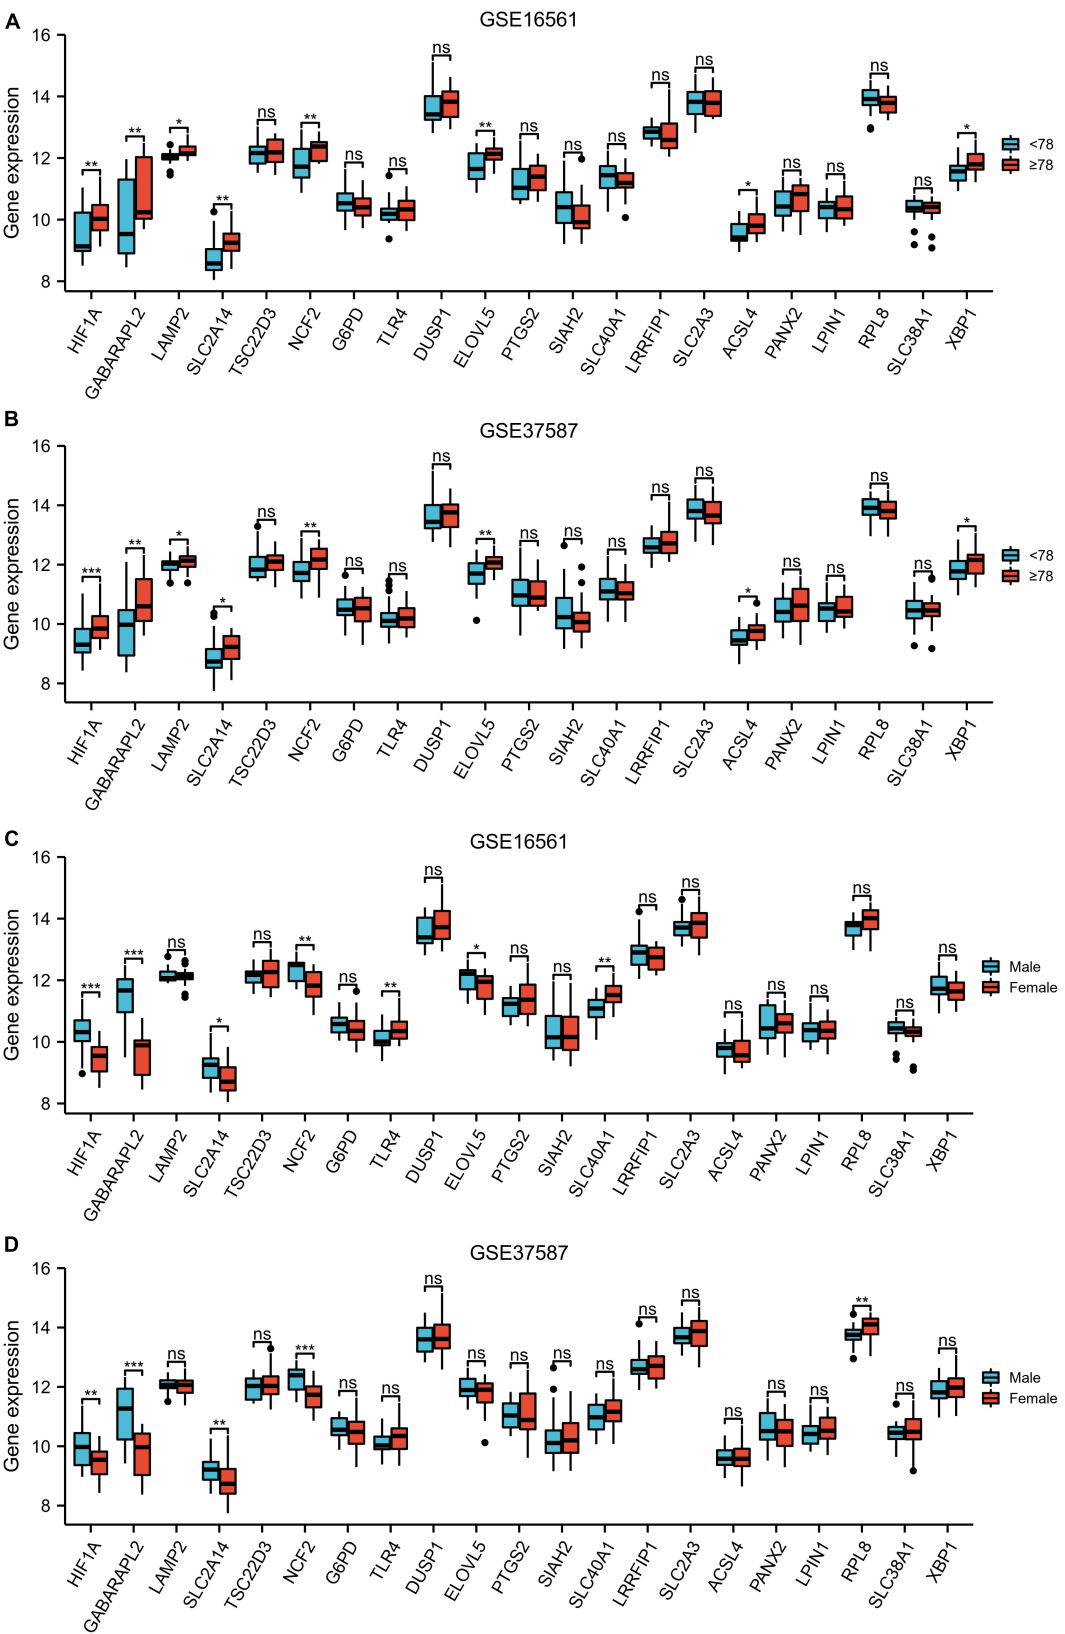 A
GSE16561
Gene expression
16
14
12
10
8
** ** * ** ns ** ns ns ns ** ns ns ns ns ns * ns ns ns ns *
<78
≥78
HIF1A GABARAPL2 LAMP2 SLC2A14 TSC22D3 NCF2 G6PD TLR4 DUSP1 ELOVL5 PTGS2 SIAH2 SLC40A1 LRRFIP1 SLC2A3 ACSL4 PANX2 LPIN1 RPL8 SLC38A1 XBP1
B
GSE37587
Gene expression
16
14
12
10
8
*** ** * * ns ** ns ns ns ** ns ns ns ns ns * ns ns ns ns *
<78
≥78
HIF1A GABARAPL2 LAMP2 SLC2A14 TSC22D3 NCF2 G6PD TLR4 DUSP1 ELOVL5 PTGS2 SIAH2 SLC40A1 LRRFIP1 SLC2A3 ACSL4 PANX2 LPIN1 RPL8 SLC38A1 XBP1
C
GSE16561
Gene expression
16
14
12
10
8
*** *** ns * ns ** ns ** ns * ns ns ** ns ns ns ns ns ns ns ns
Male
Female
HIF1A GABARAPL2 LAMP2 SLC2A14 TSC22D3 NCF2 G6PD TLR4 DUSP1 ELOVL5 PTGS2 SIAH2 SLC40A1 LRRFIP1 SLC2A3 ACSL4 PANX2 LPIN1 RPL8 SLC38A1 XBP1
D
GSE37587
Gene expression
16
14
12
10
8
** *** ns ** ns *** ns ns ns ns ns ns ns ns ns ns ns ns ** ns ns
Male
Female
HIF1A GABARAPL2 LAMP2 SLC2A14 TSC22D3 NCF2 G6PD TLR4 DUSP1 ELOVL5 PTGS2 SIAH2 SLC40A1 LRRFIP1 SLC2A3 ACSL4 PANX2 LPIN1 RPL8 SLC38A1 XBP1